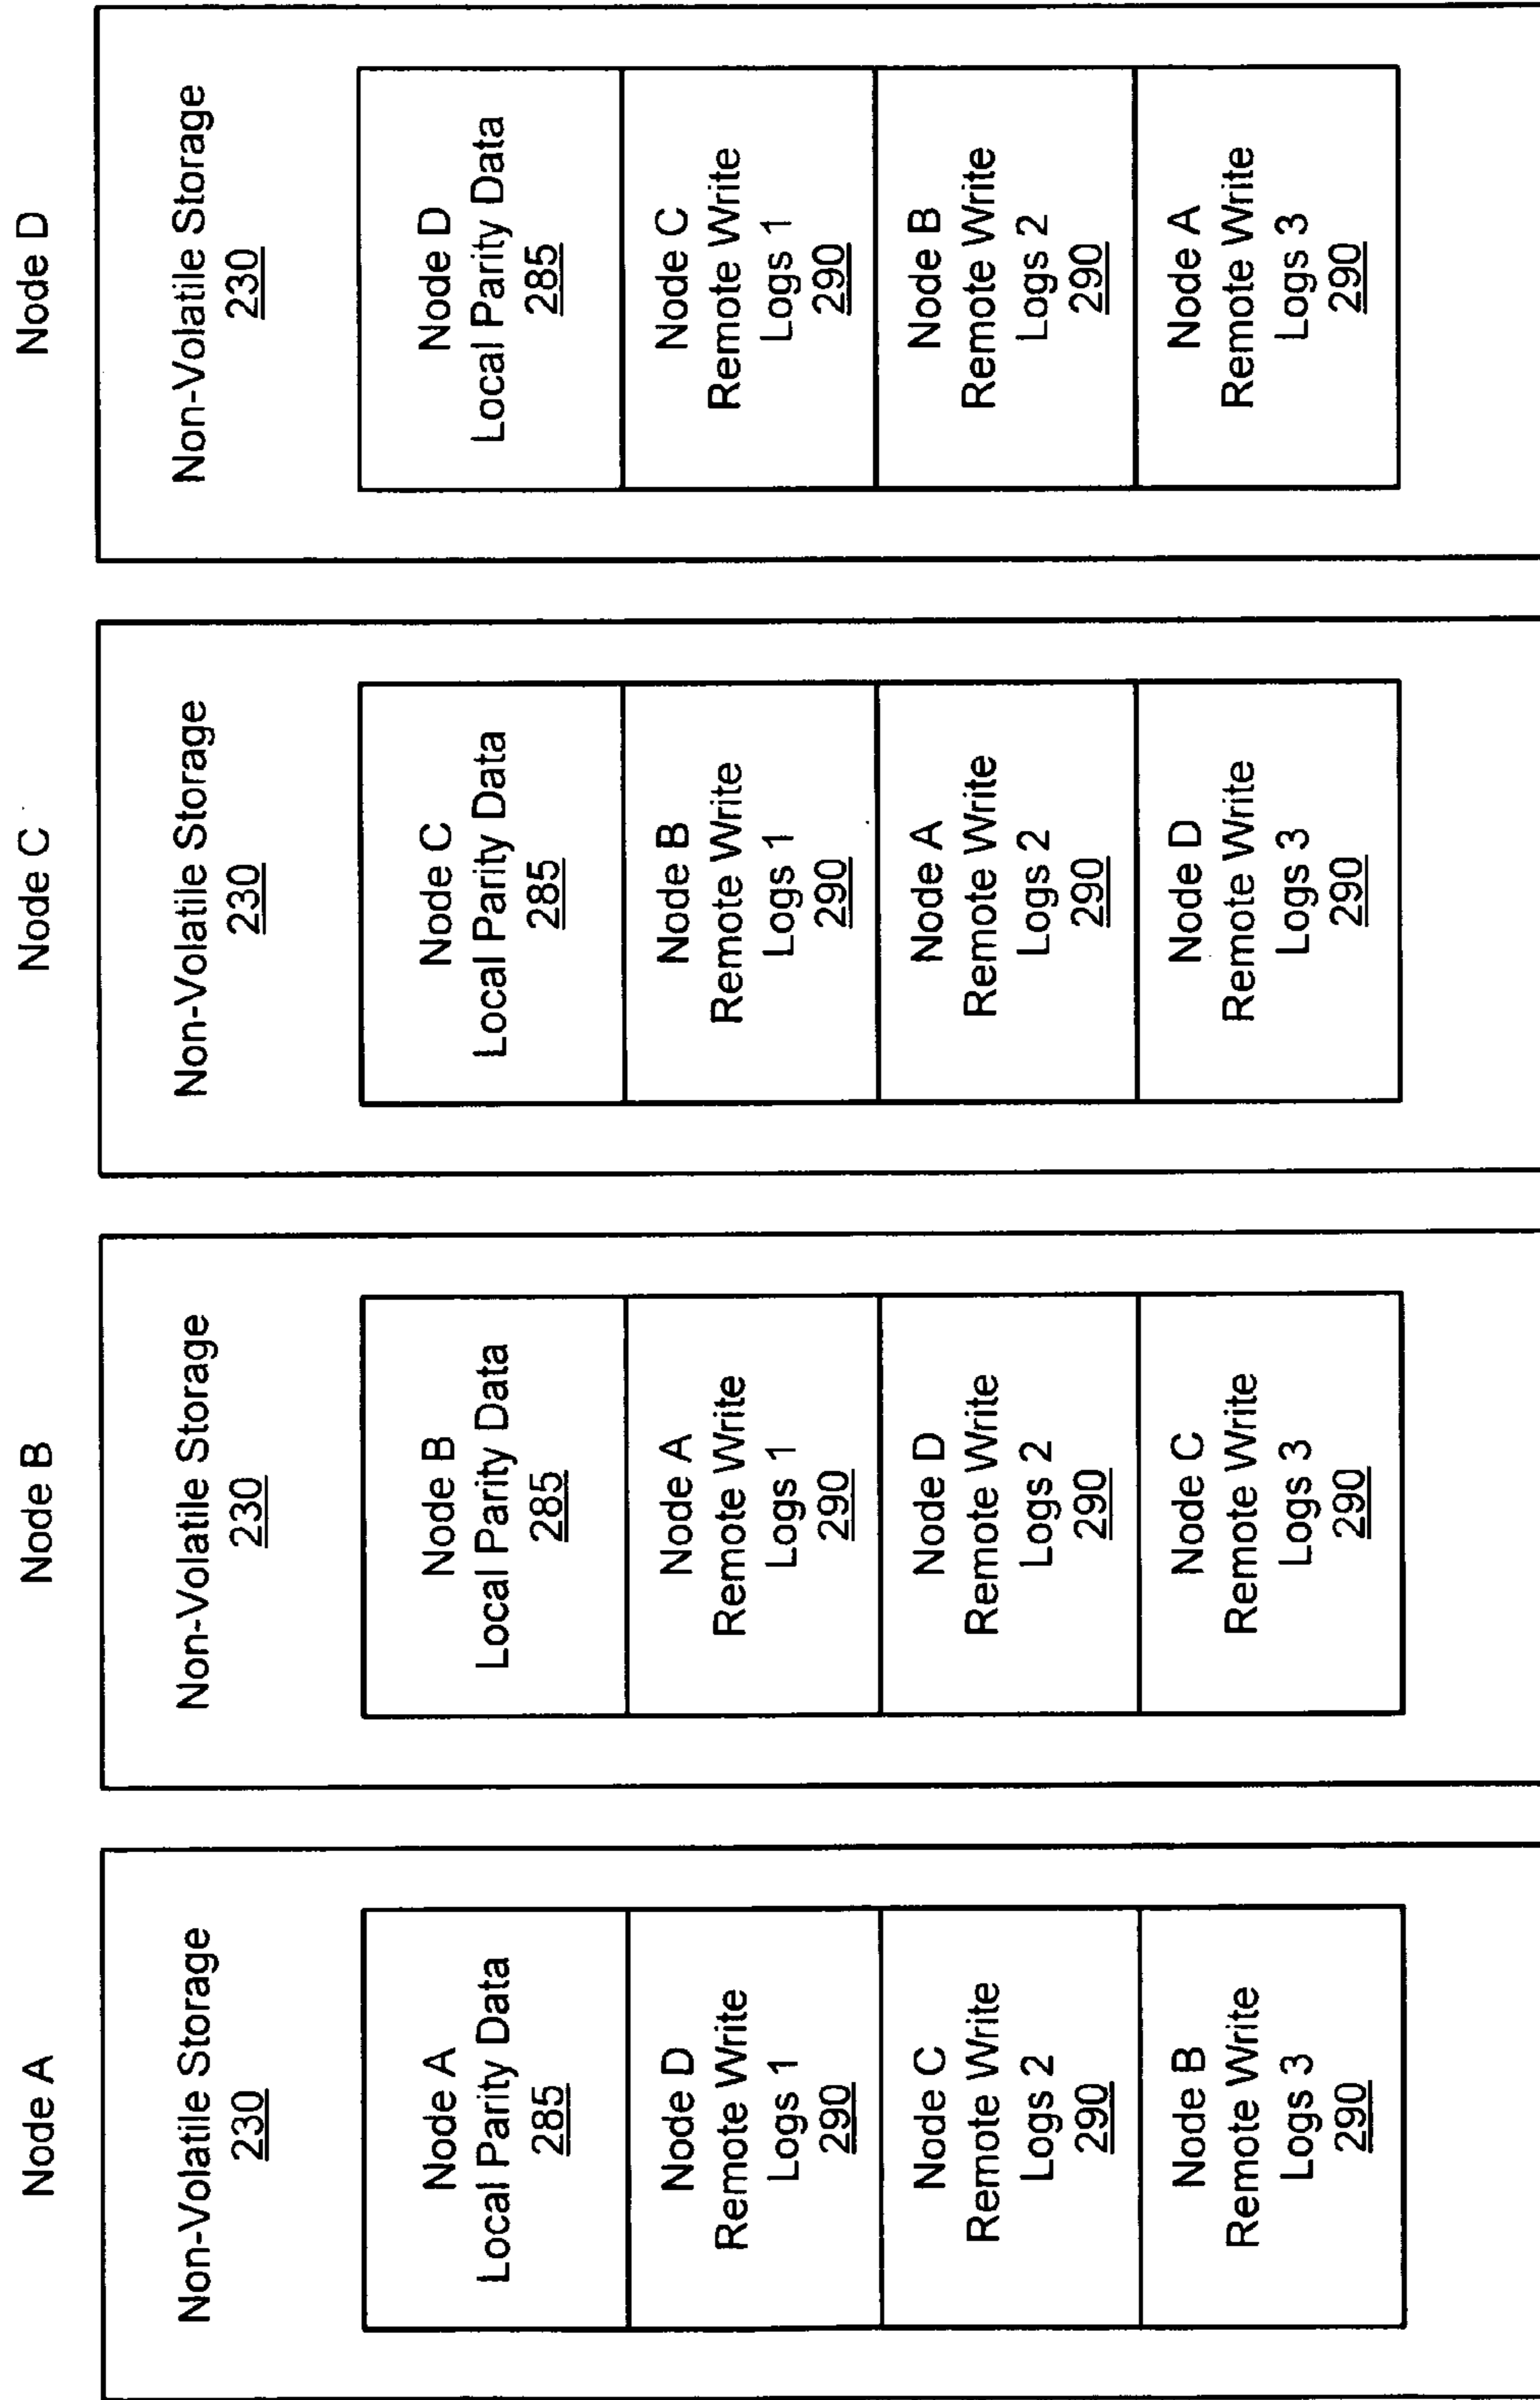 Node A
Non-Volatile Storage
230
Node A
Local Parity Data
285
Node D
Remote Write
Logs 1
290
Node C
Remote Write
Logs 2
290
Node B
Remote Write
Logs 3
290
Node B
Non-Volatile Storage
230
Node B
Local Parity Data
285
Node A
Remote Write
Logs 1
290
Node D
Remote Write
Logs 2
290
Node C
Remote Write
Logs 3
290
Node C
Non-Volatile Storage
230
Node C
Local Parity Data
285
Node B
Remote Write
Logs 1
290
Node A
Remote Write
Logs 2
290
Node D
Remote Write
Logs 3
290
Node D
Non-Volatile Storage
230
Node D
Local Parity Data
285
Node C
Remote Write
Logs 1
290
Node B
Remote Write
Logs 2
290
Node A
Remote Write
Logs 3
290